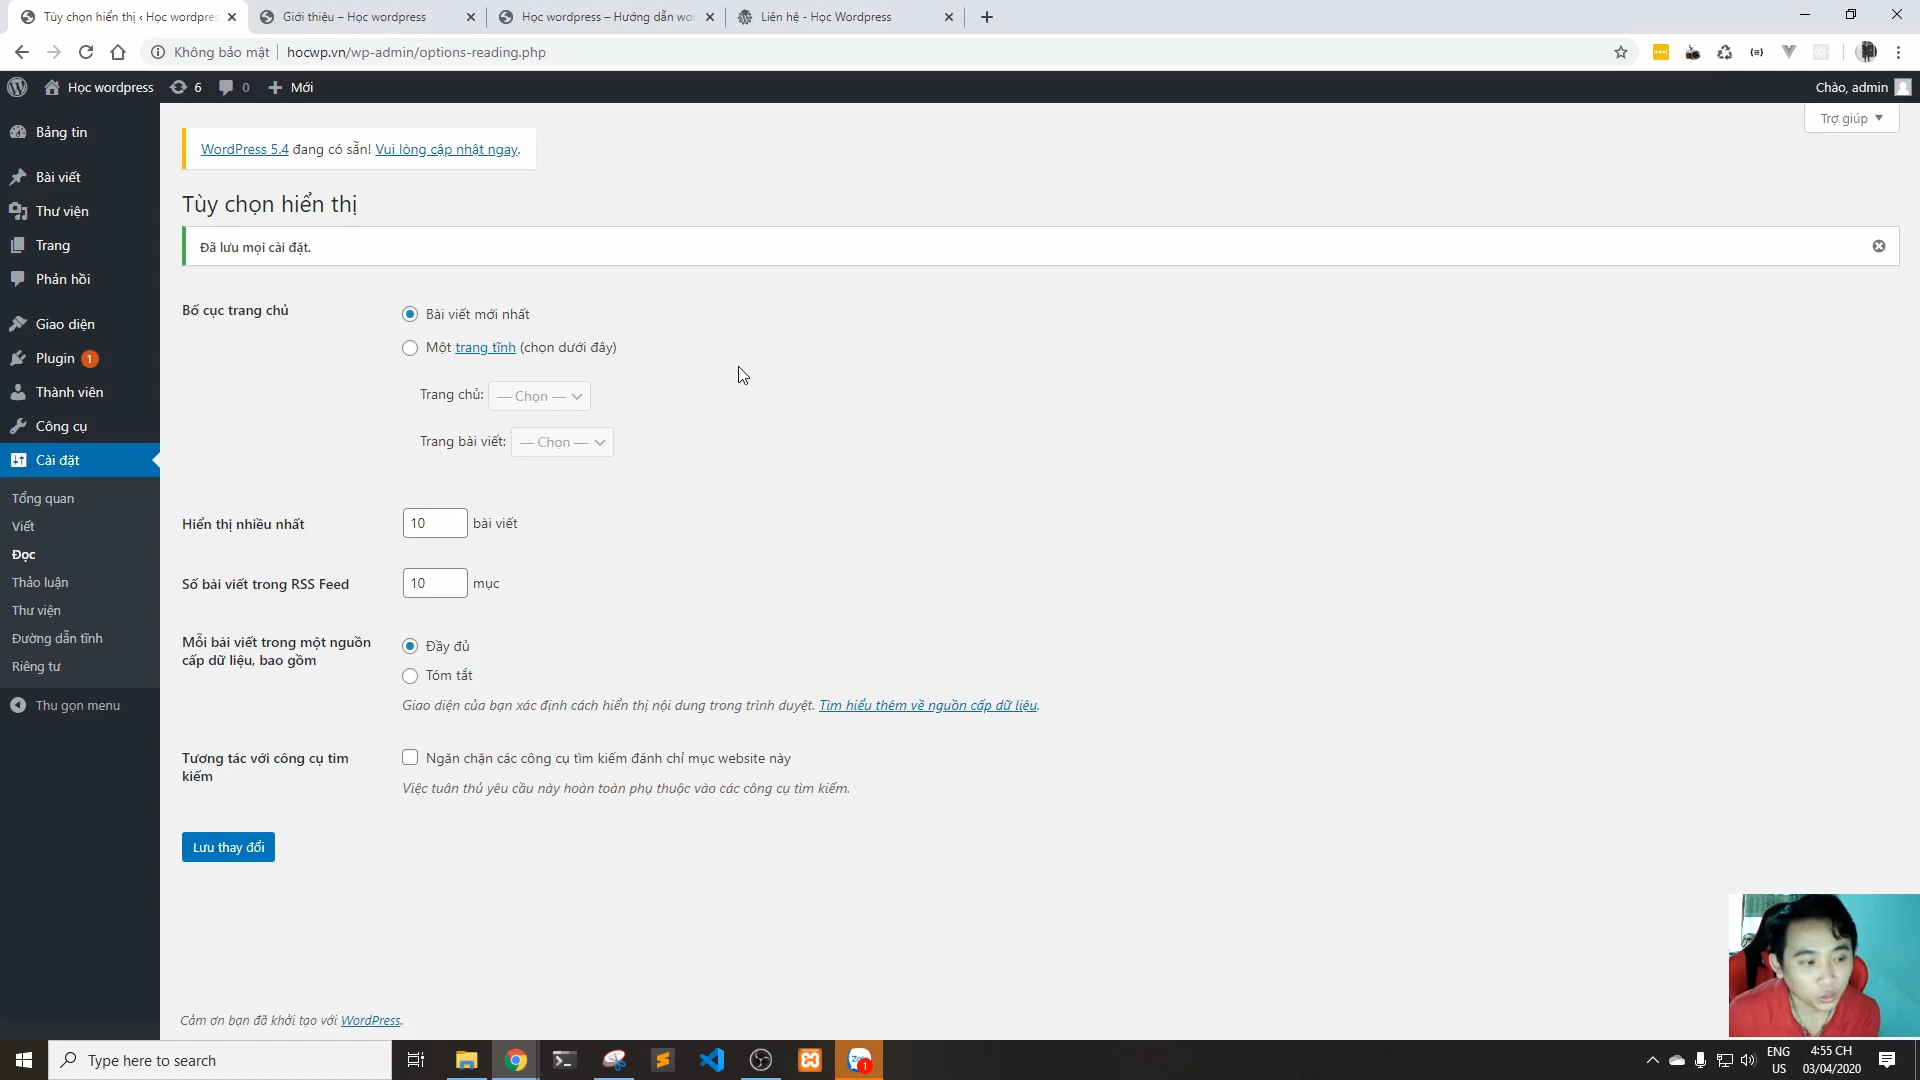 Tùy chọn hiển thị ‹ Học wordpres
Giới thiệu – Học wordpress
Học wordpress – Hướng dẫn wor
Liên hệ - Học Wordpress
Không bảo mật
hocwp.vn/wp-admin/options-reading.php
Học wordpress
6
0
Mới
Chào, admin
Trợ giúp
Bảng tin
Bài viết
Thư viện
Trang
Phản hồi
Giao diện
Plugin 1
Thành viên
Công cụ
Cài đặt
Tổng quan
Viết
Đọc
Thảo luận
Thư viện
Đường dẫn tĩnh
Riêng tư
Thu gọn menu
WordPress 5.4 đang có sẵn! Vui lòng cập nhật ngay.
Tùy chọn hiển thị
Đã lưu mọi cài đặt.
Bố cục trang chủ
Bài viết mới nhất
Một trang tĩnh (chọn dưới đây)
Trang chủ: — Chọn —
Trang bài viết: — Chọn —
Hiển thị nhiều nhất
10 bài viết
Số bài viết trong RSS Feed
10 mục
Mỗi bài viết trong một nguồn
cấp dữ liệu, bao gồm
Đầy đủ
Tóm tắt
Giao diện của bạn xác định cách hiển thị nội dung trong trình duyệt. Tìm hiểu thêm về nguồn cấp dữ liệu.
Tương tác với công cụ tìm
kiếm
Ngăn chặn các công cụ tìm kiếm đánh chỉ mục website này
Việc tuân thủ yêu cầu này hoàn toàn phụ thuộc vào các công cụ tìm kiếm.
Lưu thay đổi
Cảm ơn bạn đã khởi tạo với WordPress.
Type here to search
Zalo
1
ENG
US
4:55 CH
03/04/2020